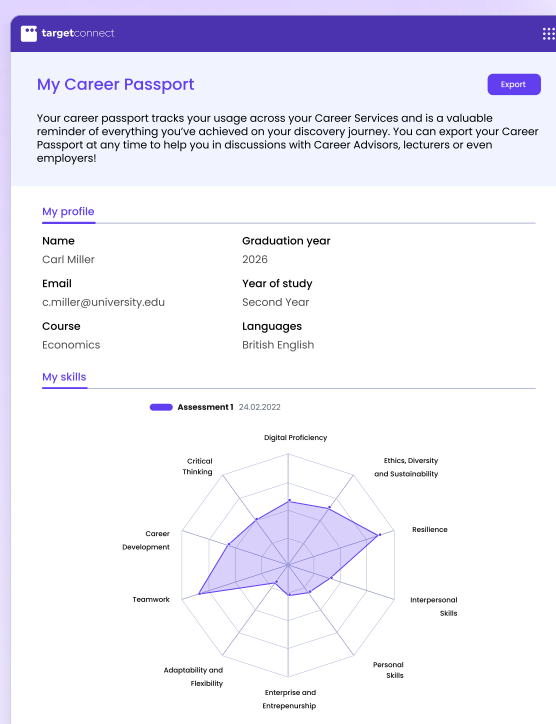 targetconnect
My Career Passport
Export
Your career passport tracks your usage across your Career Services and is a valuable
reminder of everything you've achieved on your discovery journey. You can export your Career
Passport at any time to help you in discussions with Career Advisors, lecturers or even
employers!
My profile
Name
Graduation year
Carl Miller
2026
Email
Year of study
c.miller@university.edu
Second Year
Course
Languages
Economics
British English
My skills
Assessment 1 24.02.2022
Digital Proficiency
Critical
Thinking
Ethics, Diversity
and Sustainability
Career
Development
Resilience
Teamwork
Interpersonal
Skills
Adaptability and
Flexibility
Personal
Skills
Enterprise and
Entrepenurship